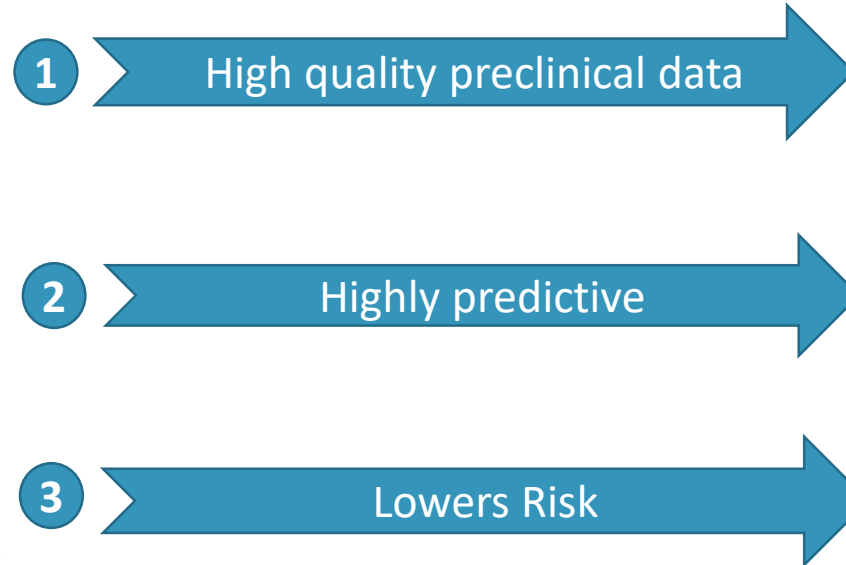 1
High quality preclinical data
2
Highly predictive
3
Lowers Risk